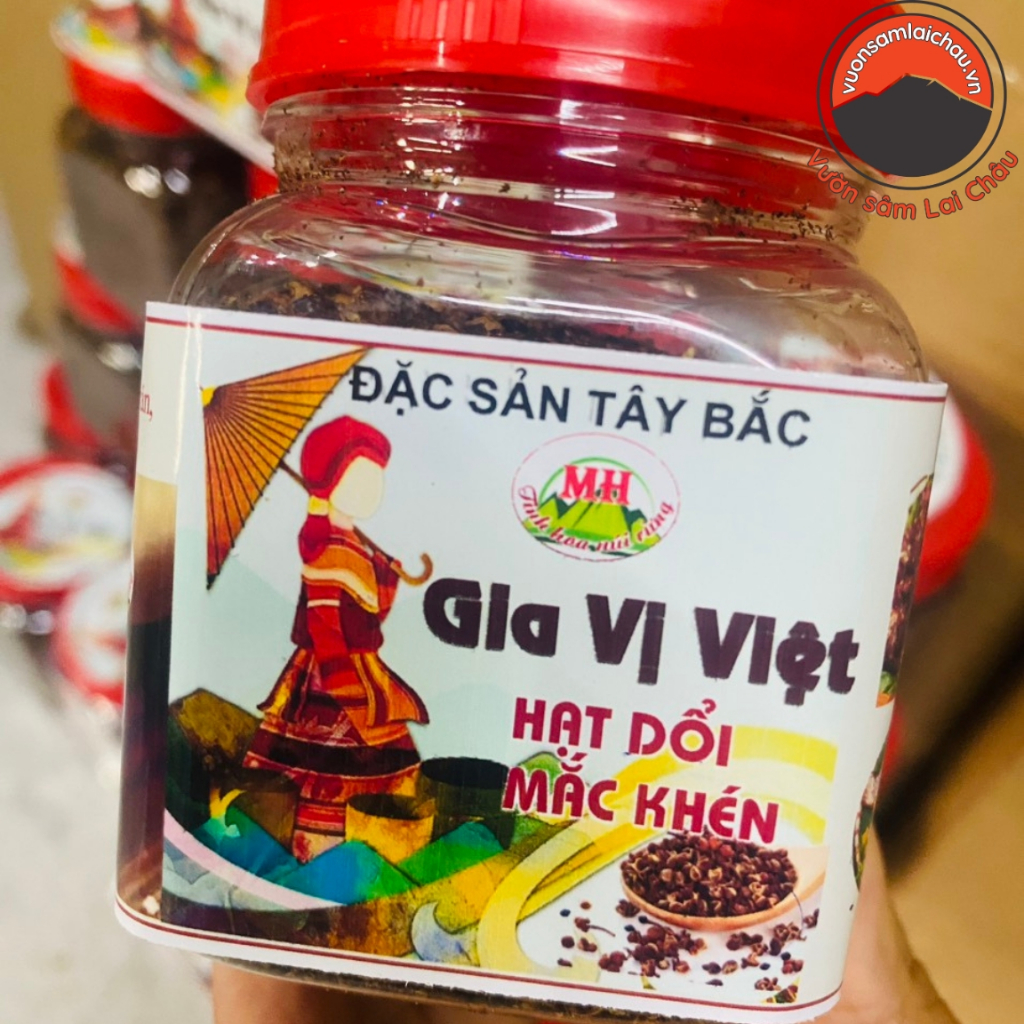 vuonsamlaichau.vn
Vườn sâm Lai Châu
ĐẶC SẢN TÂY BẮC
MH
Tinh hoa núi rừng
Gia Vị Việt
HẠT DỔI
MẮC KHÉN